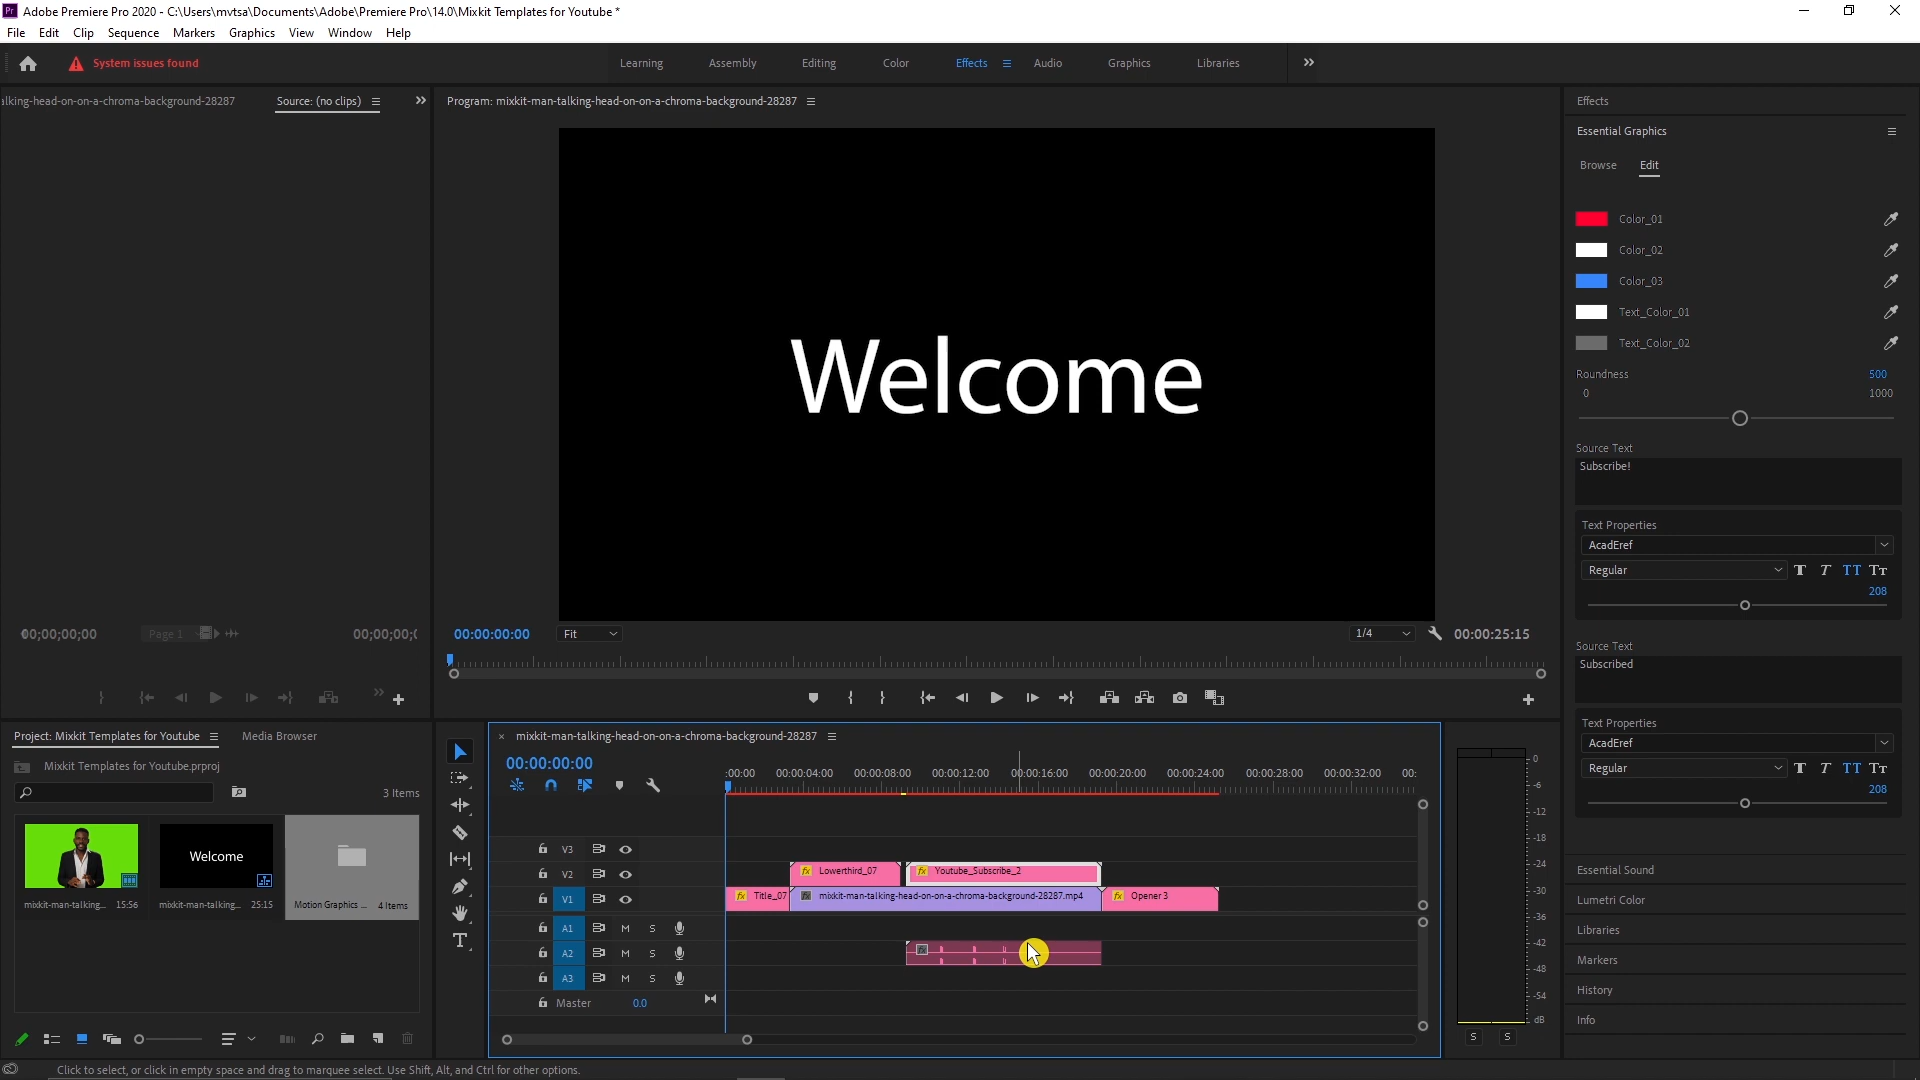 Adobe Premiere Pro 2020 - C:\Users\mvtsa\Documents\Adobe\Premiere Pro\14.0\Mixkit Templates for Youtube *
File Edit Clip Sequence Markers Graphics View Window Help
System issues found
Learning Assembly Editing Color Effects Audio Graphics Libraries
alking-head-on-on-a-chroma-background-28287 Source: (no clips)
Program: mixkit-man-talking-head-on-on-a-chroma-background-28287
Welcome
00;00;00;00 Page 1 00;00;00;0
00:00:00:00 Fit 1/4 00:00:25:15
Effects
Essential Graphics
Browse Edit
Color_01
Color_02
Color_03
Text_Color_01
Text_Color_02
Roundness 500
0 1000
Source Text
Subscribe!
Text Properties
AcadEref
Regular T T TT Tт
208
Source Text
Subscribed
Text Properties
AcadEref
Regular T T TT Tт
208
Essential Sound
Lumetri Color
Libraries
Markers
History
Info
Project: Mixkit Templates for Youtube Media Browser
Mixkit Templates for Youtube.prproj
3 Items
Welcome
mixkit-man-talking... 15:56 mixkit-man-talking... 25:15 Motion Graphics ... 4 Items
mixkit-man-talking-head-on-on-a-chroma-background-28287
00:00:00:00
:00:00 00:00:04:00 00:00:08:00 00:00:12:00 00:00:16:00 00:00:20:00 00:00:24:00 00:00:28:00 00:00:32:00 00:
V3
V2 Lowerthird_07 Youtube_Subscribe_2
V1 Title_07 mixkit-man-talking-head-on-on-a-chroma-background-28287.mp4 Opener 3
A1 M S
A2 M S
A3 M S
Master 0.0
0
-6
-12
-18
-24
-30
-36
-42
-48
-54
dB
S S
Click to select, or click in empty space and drag to marquee select. Use Shift, Alt, and Ctrl for other options.